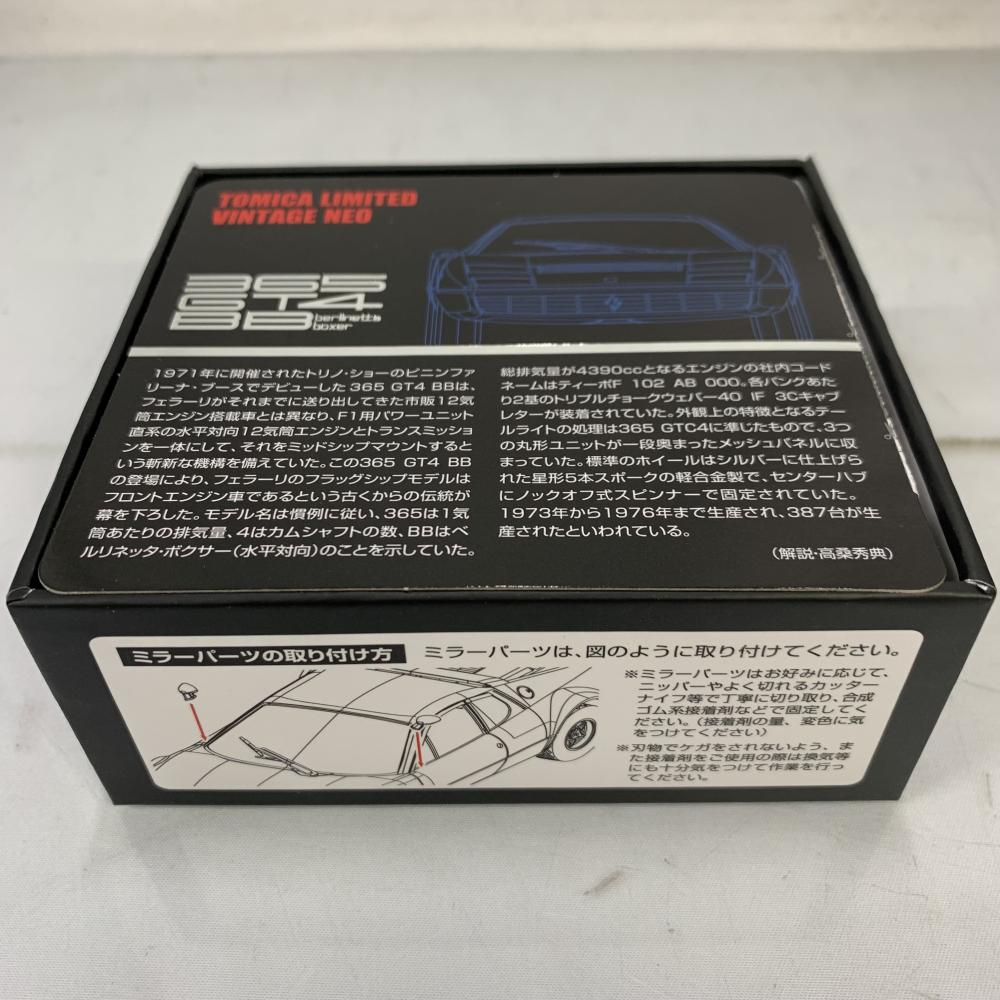 TOMICA LIMITED
VINTAGE NEO
365
GT4
BB berlinetta
boxer
1971年に開催されたトリノ・ショーのピニンファ
リーナ・ブースでデビューした365 GT4 BBは、
フェラーリがそれまでに送り出してきた市販12気
筒エンジン搭載車とは異なり、F1用パワーユニット
直系の水平対向12気筒エンジンとトランスミッショ
ンを一体にして、それをミッドシップマウントすると
いう斬新な機構を備えていた。この365 GT4 BB
の登場により、フェラーリのフラッグシップモデルは
フロントエンジン車であるという古くからの伝統が
幕を下ろした。モデル名は慣例に従い、365は1気
筒あたりの排気量、4はカムシャフトの数、BBはベ
ルリネッタ・ボクサー(水平対向)のことを示していた。
総排気量が4390ccとなるエンジンの社内コード
ネームはティーポF 102 AB 000。各バンクあた
り2基のトリプルチョークウェバー40 IF 3Cキャブ
レターが装着されていた。外観上の特徴となるテー
ルライトの処理は365 GTC4に準じたもので、3つ
の丸形ユニットが一段奥まったメッシュパネルに収
まっていた。標準のホイールはシルバーに仕上げら
れた星形5本スポークの軽合金製で、センターハブ
にノックオフ式スピンナーで固定されていた。
1973年から1976年まで生産され、387台が生
産されたといわれている。
(解説・高桑秀典)
ミラーパーツの取り付け方
ミラーパーツは、図のように取り付けてください。
※ミラーパーツはお好みに応じて、
ニッパーやよく切れるカッター
ナイフ等で丁寧に切り取り、合成
ゴム系接着剤などで固定してく
ださい。(接着剤の量、変色に気
をつけてください)
※刃物でケガをされないよう、ま
た接着剤をご使用の際は換気等
にも十分気をつけて作業を行っ
てください。